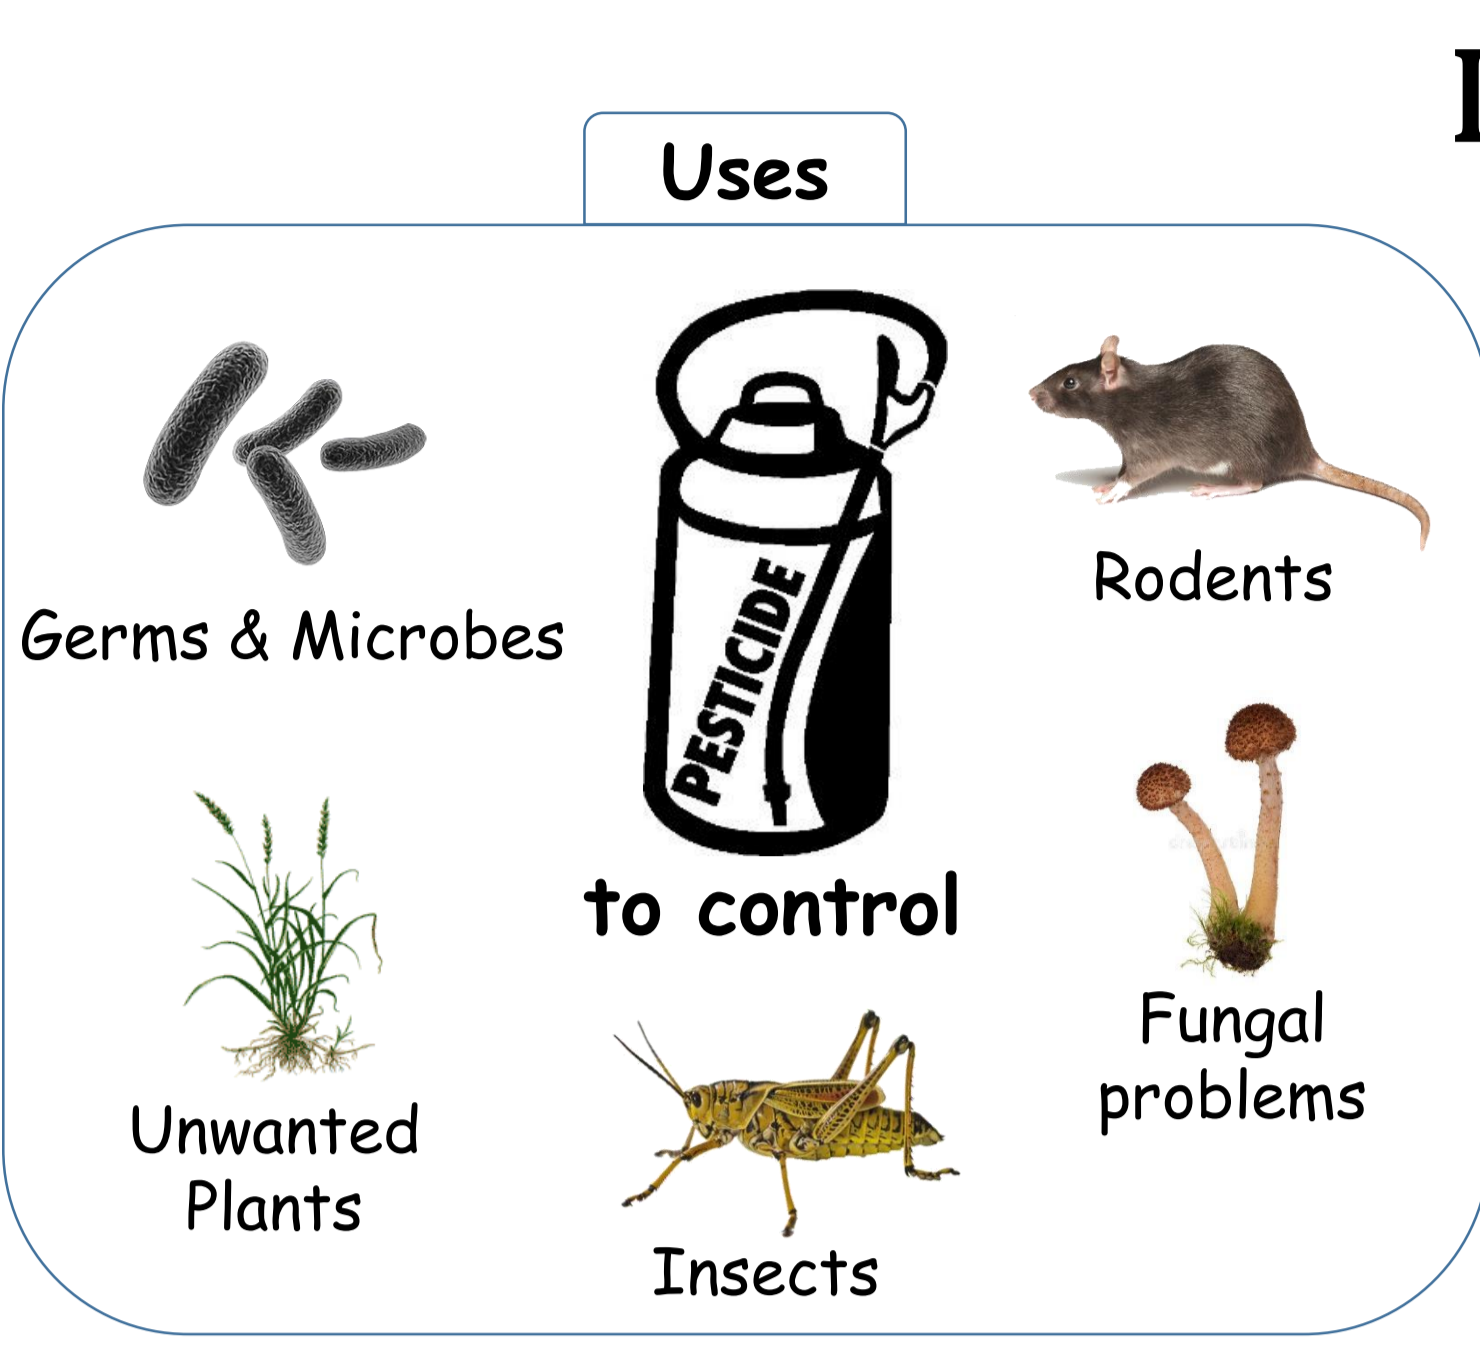 Uses
Germs & Microbes
PESTICIDE
Rodents
to control
Fungal
problems
Unwanted
Plants
Insects